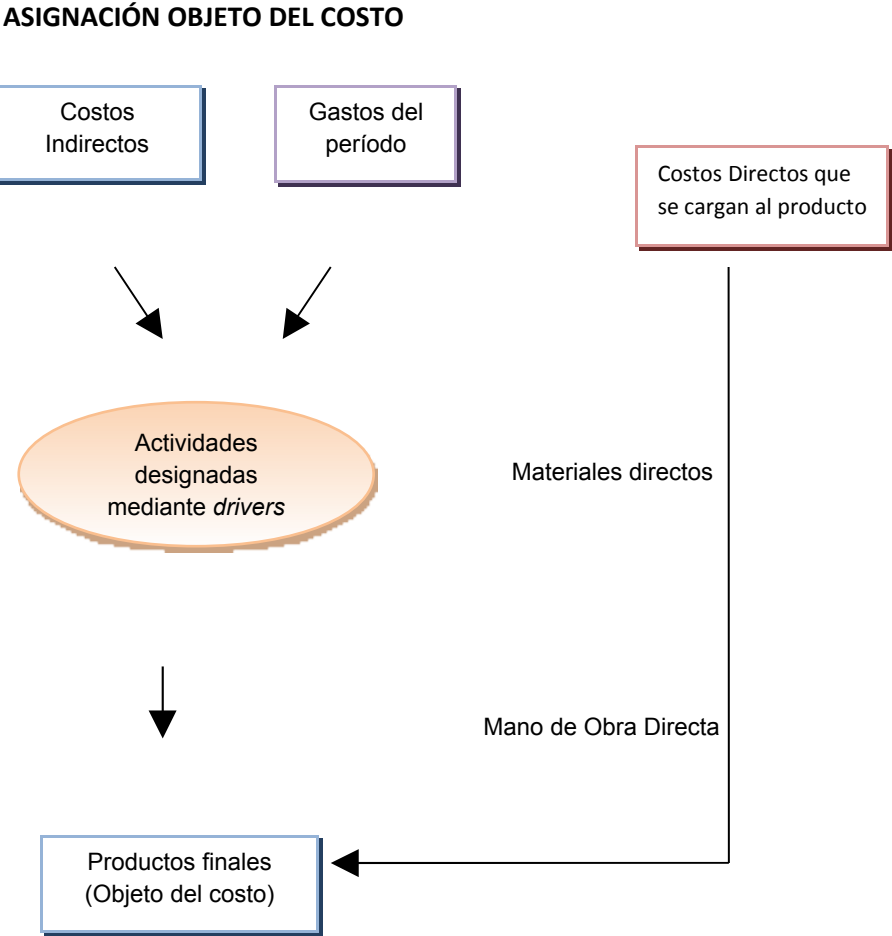 ASIGNACIÓN OBJETO DEL COSTO
Costos
Indirectos
Gastos del
período
Costos Directos que
se cargan al producto
Actividades
designadas
mediante drivers
Materiales directos
Mano de Obra Directa
Productos finales
(Objeto del costo)